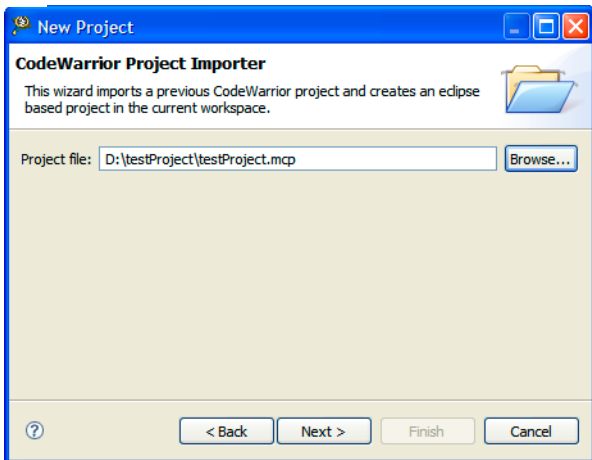 New Project
CodeWarrior Project Importer
This wizard imports a previous CodeWarrior project and creates an eclipse
based project in the current workspace.
Project file: D:\testProject\testProject.mcp Browse...
? < Back Next > Finish Cancel